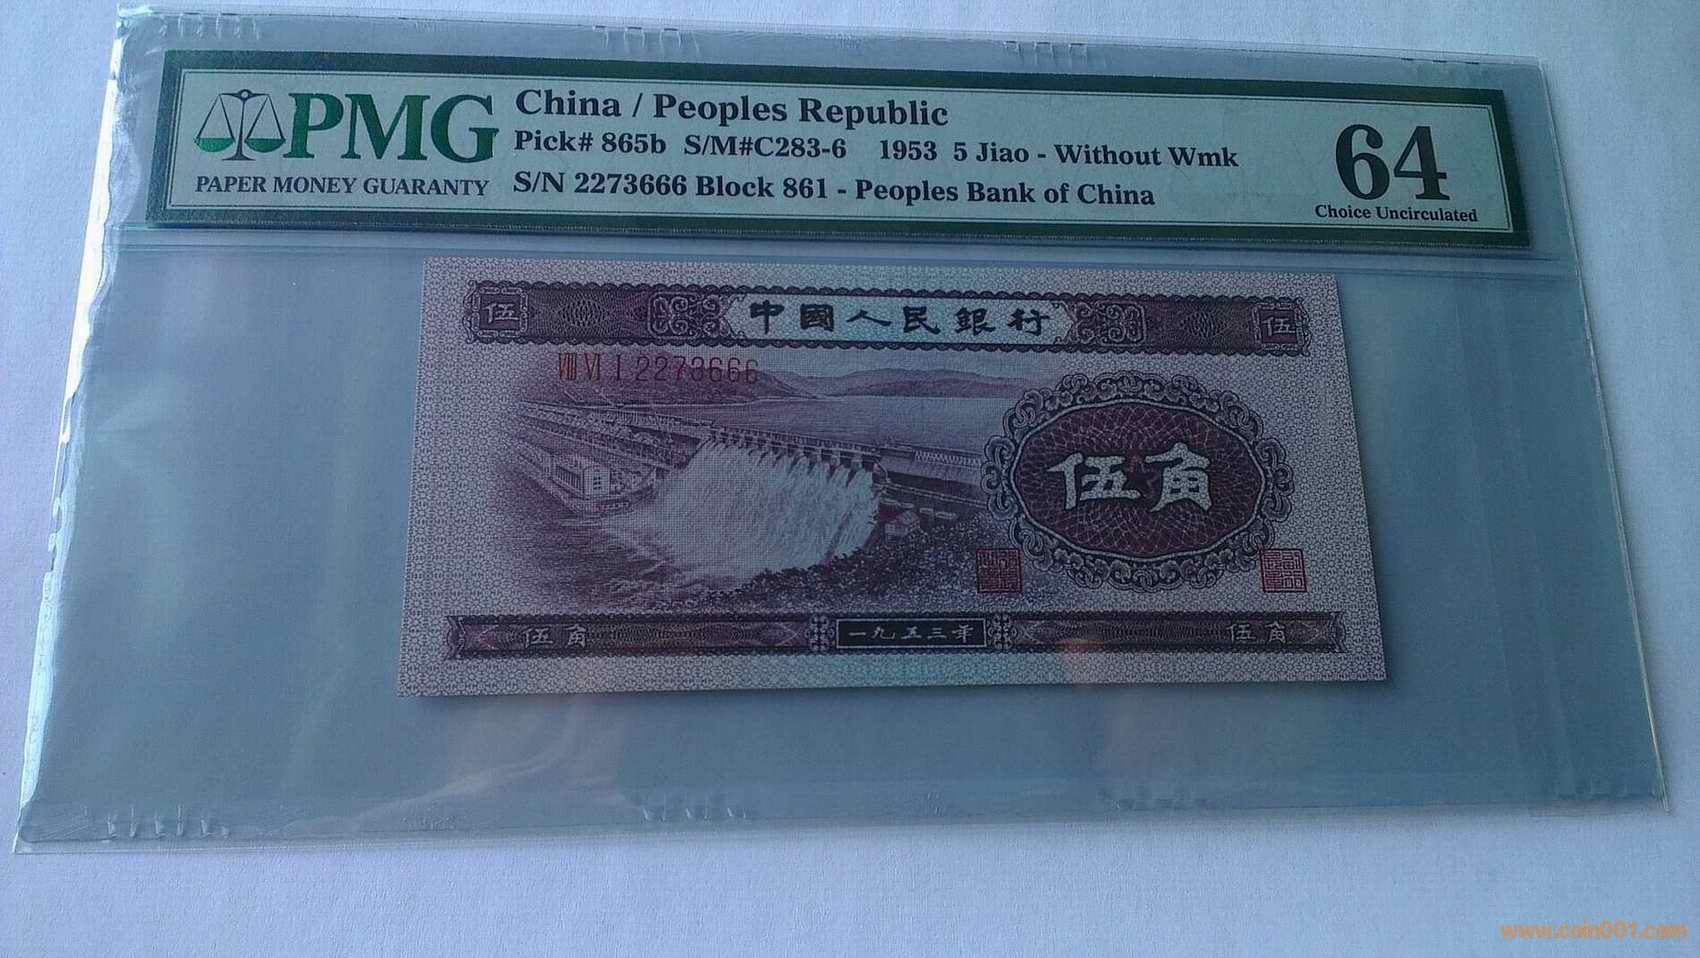 PMG
PAPER MONEY GUARANTY
China / Peoples Republic
Pick# 865b S/M#C283-6 1953 5 Jiao - Without Wmk
S/N 2273666 Block 861 - Peoples Bank of China
64
Choice Uncirculated
伍 中國人民銀行 伍
VIII VI I 2273666
伍角
伍角 一九五三年 伍角
www.coin001.com